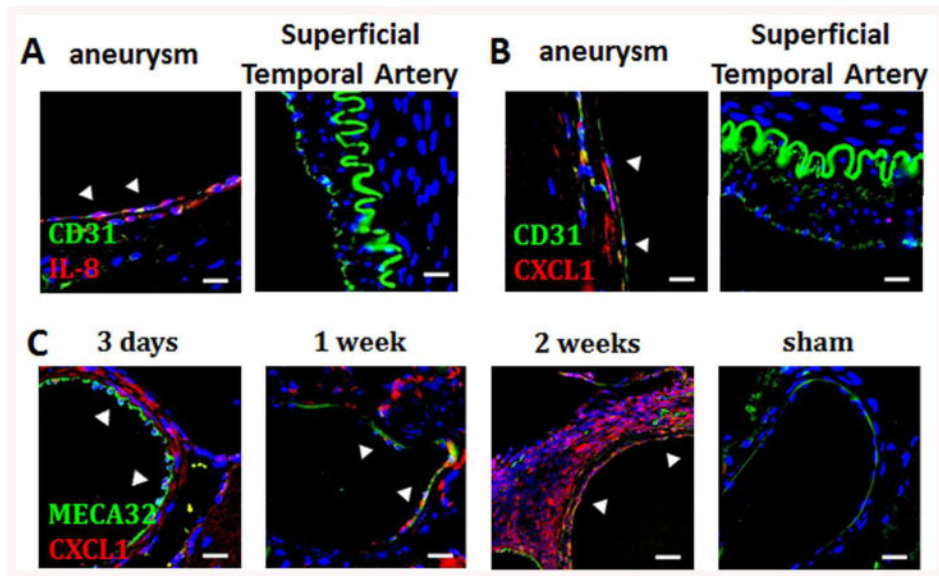 A
aneurysm
Superficial
Temporal Artery
B
aneurysm
Superficial
Temporal Artery
CD31
IL-8
CD31
CXCL1
C
3 days
1 week
2 weeks
sham
MECA32
CXCL1